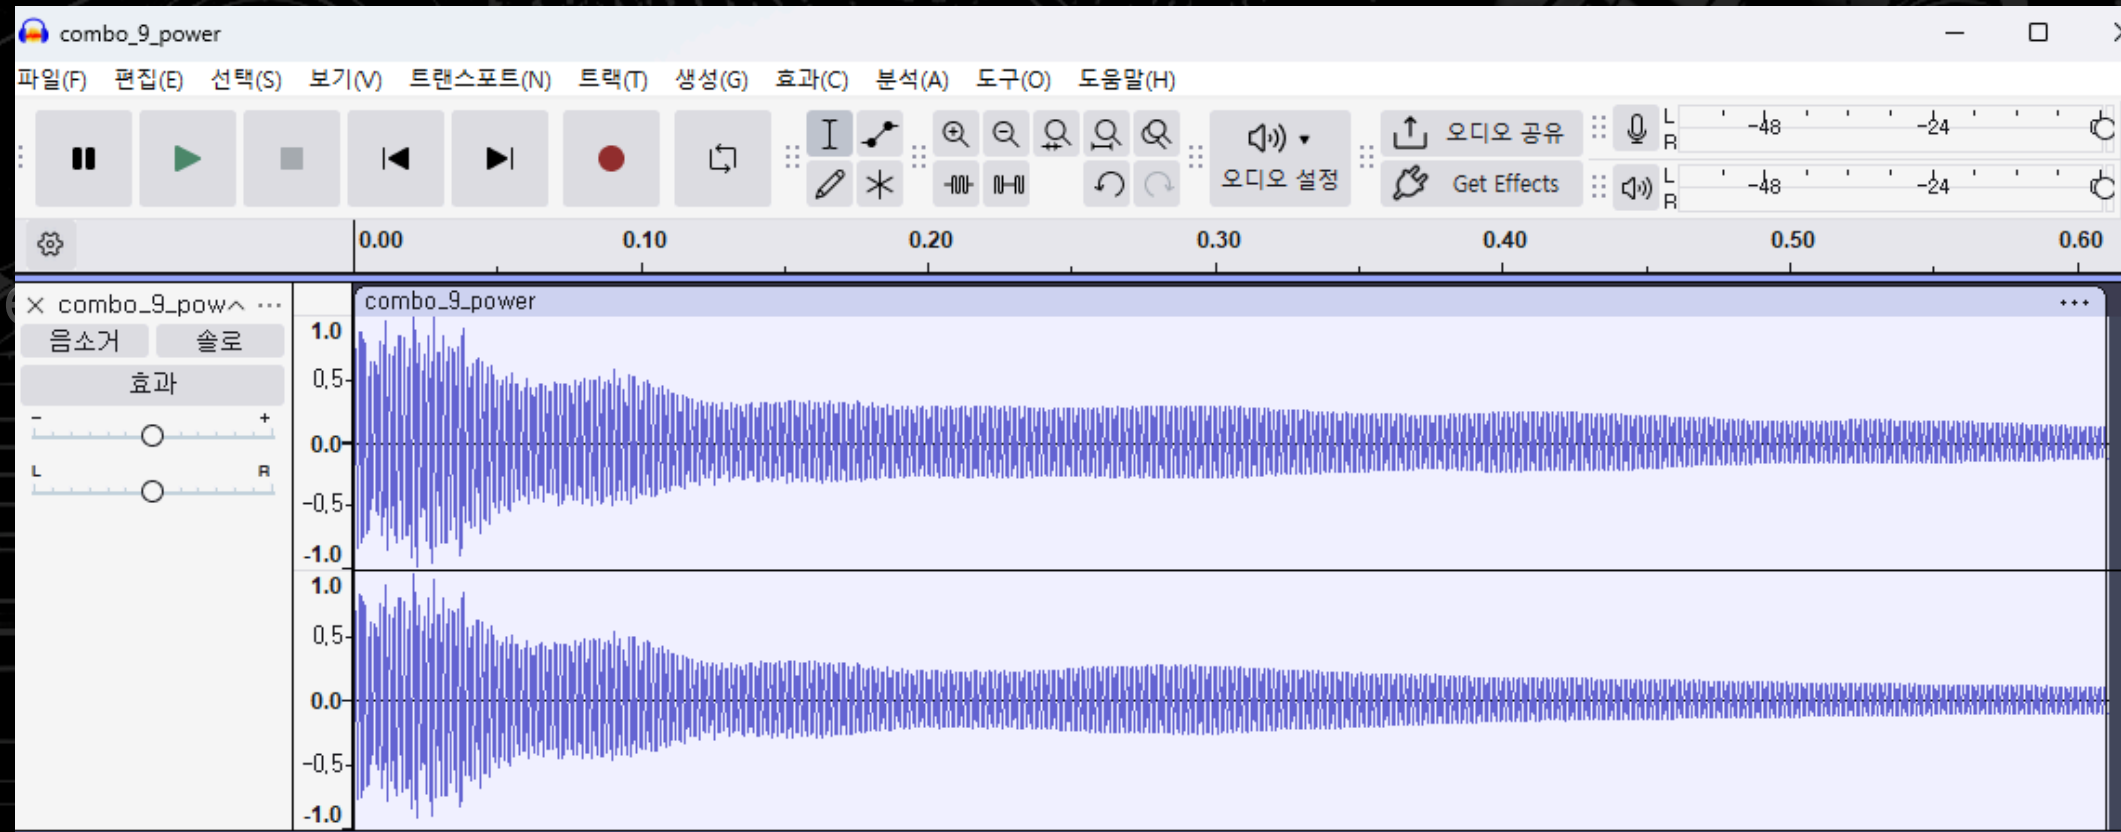 combo_9_power
파일(F) 편집(E) 선택(S) 보기(V) 트랜스포트(N) 트랙(T) 생성(G) 효과(C) 분석(A) 도구(O) 도움말(H)
오디오 설정
오디오 공유
Get Effects
L
R
-48 -24
L
R
-48 -24
0.00 0.10 0.20 0.30 0.40 0.50 0.60
combo_9_pow
음소거 솔로
효과
- +
L R
combo_9_power
1.0
0.5
0.0
-0.5
-1.0
1.0
0.5
0.0
-0.5
-1.0